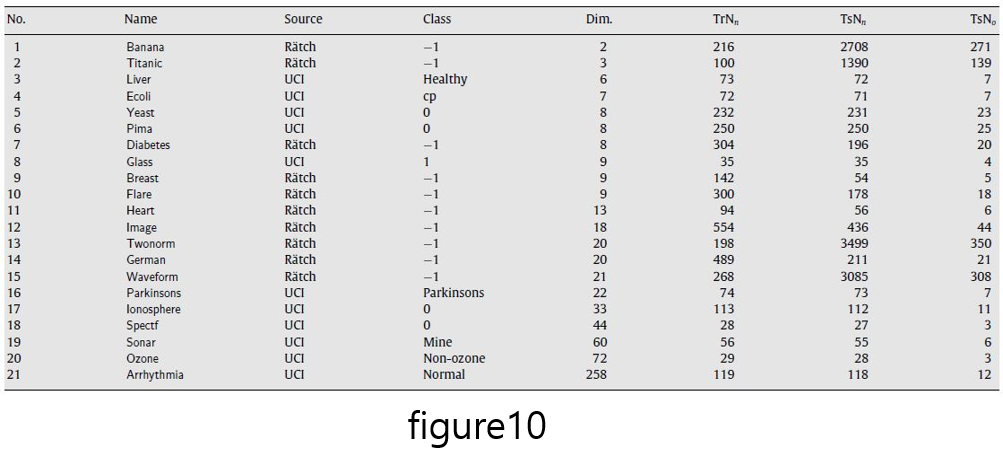 No. Name Source Class Dim. TrNn TsNn TsNo
1 Banana Rätch −1 2 216 2708 271
2 Titanic Rätch −1 3 100 1390 139
3 Liver UCI Healthy 6 73 72 7
4 Ecoli UCI cp 7 72 71 7
5 Yeast UCI 0 8 232 231 23
6 Pima UCI 0 8 250 250 25
7 Diabetes Rätch −1 8 304 196 20
8 Glass UCI 1 9 35 35 4
9 Breast Rätch −1 9 142 54 5
10 Flare Rätch −1 9 300 178 18
11 Heart Rätch −1 13 94 56 6
12 Image Rätch −1 18 554 436 44
13 Twonorm Rätch −1 20 198 3499 350
14 German Rätch −1 20 489 211 21
15 Waveform Rätch −1 21 268 3085 308
16 Parkinsons UCI Parkinsons 22 74 73 7
17 Ionosphere UCI 0 33 113 112 11
18 Spectf UCI 0 44 28 27 3
19 Sonar UCI Mine 60 56 55 6
20 Ozone UCI Non-ozone 72 29 28 3
21 Arrhythmia UCI Normal 258 119 118 12
figure10